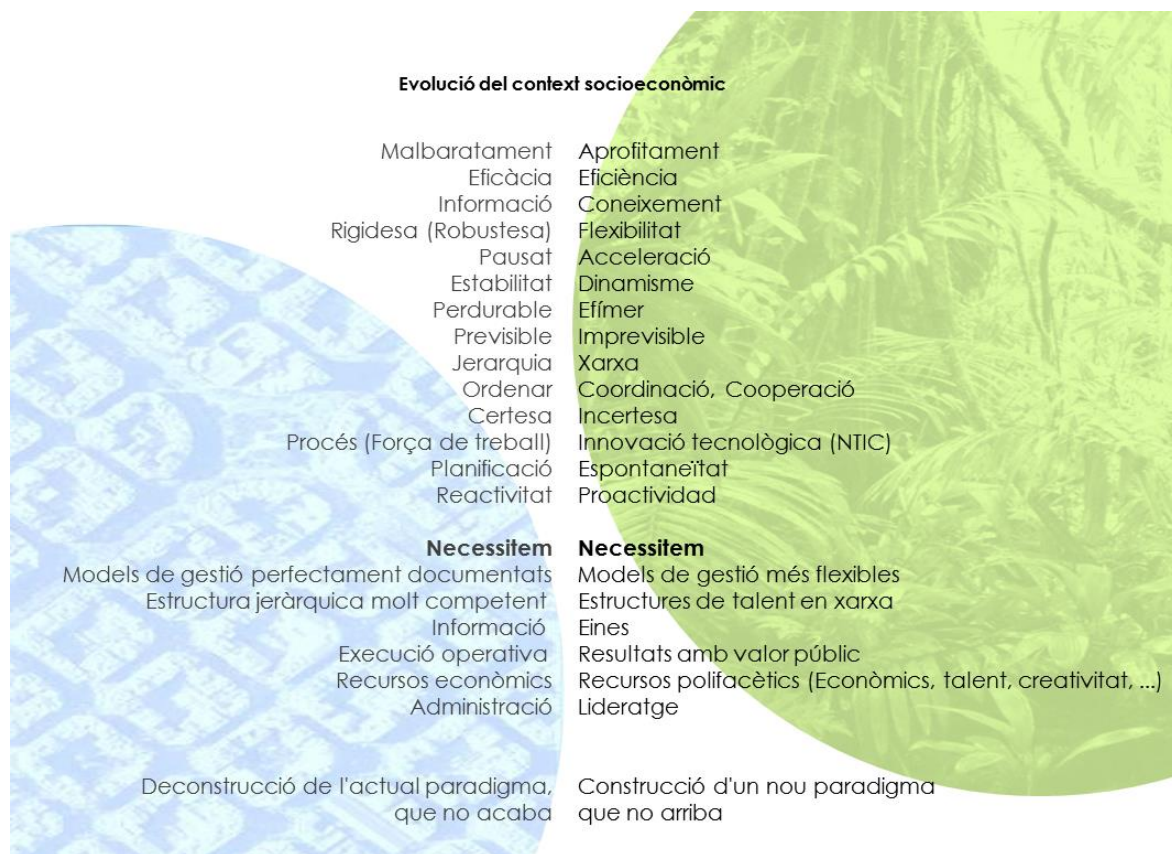 Evolució del context socioeconòmic
Malbaratament Aprofitament
Eficàcia Eficiència
Informació Coneixement
Rigidesa (Robustesa) Flexibilitat
Pausat Acceleració
Estabilitat Dinamisme
Perdurable Efímer
Previsible Imprevisible
Jerarquia Xarxa
Ordenar Coordinació, Cooperació
Certesa Incertesa
Procés (Força de treball) Innovació tecnològica (NTIC)
Planificació Espontaneïtat
Reactivitat Proactividad
Necessitem Necessitem
Models de gestió perfectament documentats Models de gestió més flexibles
Estructura jeràrquica molt competent Estructures de talent en xarxa
Informació Eines
Execució operativa Resultats amb valor públic
Recursos econòmics Recursos polifacètics (Econòmics, talent, creativitat, ...)
Administració Lideratge
Deconstrucció de l'actual paradigma, Construcció d'un nou paradigma
que no acaba que no arriba